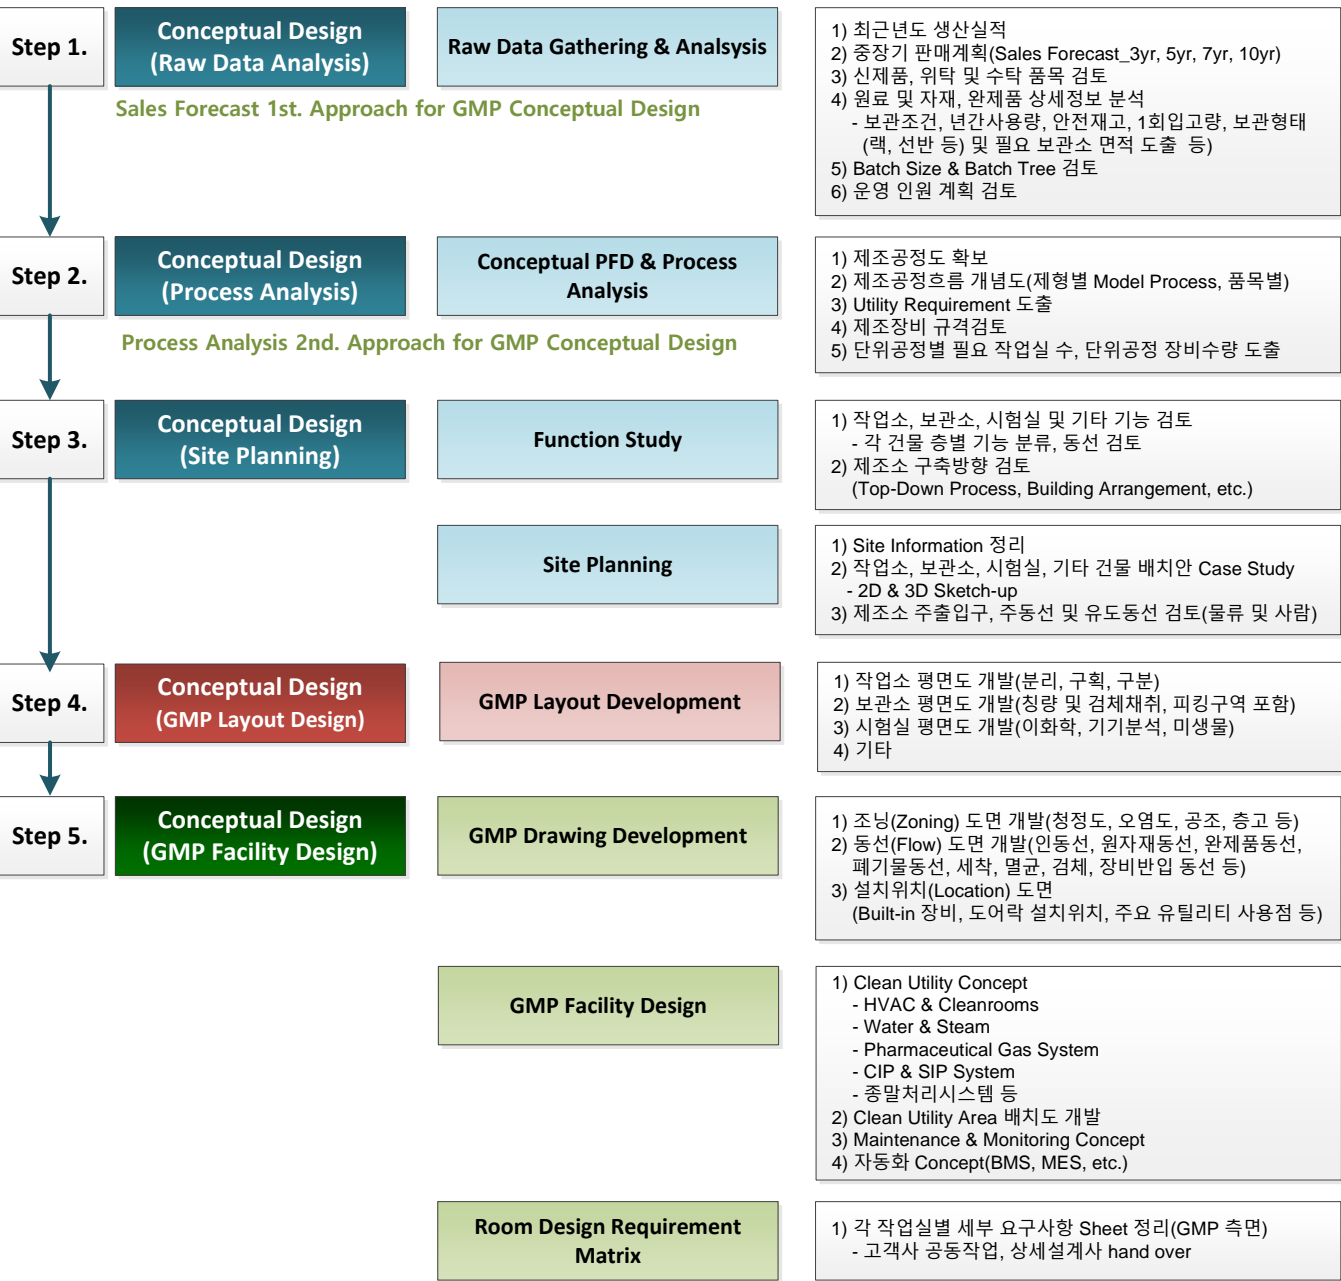 Step 1.
Conceptual Design
(Raw Data Analysis)
Raw Data Gathering & Analsysis
1) 최근년도 생산실적
2) 중장기 판매계획(Sales Forecast_3yr, 5yr, 7yr, 10yr)
3) 신제품, 위탁 및 수탁 품목 검토
4) 원료 및 자재, 완제품 상세정보 분석
- 보관조건, 년간사용량, 안전재고, 1회입고량, 보관형태
(랙, 선반 등) 및 필요 보관소 면적 도출 등)
5) Batch Size & Batch Tree 검토
6) 운영 인원 계획 검토
Sales Forecast 1st. Approach for GMP Conceptual Design
Step 2.
Conceptual Design
(Process Analysis)
Conceptual PFD & Process
Analysis
1) 제조공정도 확보
2) 제조공정흐름 개념도(제형별 Model Process, 품목별)
3) Utility Requirement 도출
4) 제조장비 규격검토
5) 단위공정별 필요 작업실 수, 단위공정 장비수량 도출
Process Analysis 2nd. Approach for GMP Conceptual Design
Step 3.
Conceptual Design
(Site Planning)
Function Study
1) 작업소, 보관소, 시험실 및 기타 기능 검토
- 각 건물 층별 기능 분류, 동선 검토
2) 제조소 구축방향 검토
(Top-Down Process, Building Arrangement, etc.)
Site Planning
1) Site Information 정리
2) 작업소, 보관소, 시험실, 기타 건물 배치안 Case Study
- 2D & 3D Sketch-up
3) 제조소 주출입구, 주동선 및 유도동선 검토(물류 및 사람)
Step 4.
Conceptual Design
(GMP Layout Design)
GMP Layout Development
1) 작업소 평면도 개발(분리, 구획, 구분)
2) 보관소 평면도 개발(칭량 및 검체채취, 피킹구역 포함)
3) 시험실 평면도 개발(이화학, 기기분석, 미생물)
4) 기타
Step 5.
Conceptual Design
(GMP Facility Design)
GMP Drawing Development
1) 조닝(Zoning) 도면 개발(청정도, 오염도, 공조, 층고 등)
2) 동선(Flow) 도면 개발(인동선, 원자재동선, 완제품동선,
폐기물동선, 세착, 멸균, 검체, 장비반입 동선 등)
3) 설치위치(Location) 도면
(Built-in 장비, 도어락 설치위치, 주요 유틸리티 사용점 등)
GMP Facility Design
1) Clean Utility Concept
- HVAC & Cleanrooms
- Water & Steam
- Pharmaceutical Gas System
- CIP & SIP System
- 종말처리시스템 등
2) Clean Utility Area 배치도 개발
3) Maintenance & Monitoring Concept
4) 자동화 Concept(BMS, MES, etc.)
Room Design Requirement
Matrix
1) 각 작업실별 세부 요구사항 Sheet 정리(GMP 측면)
- 고객사 공동작업, 상세설계사 hand over